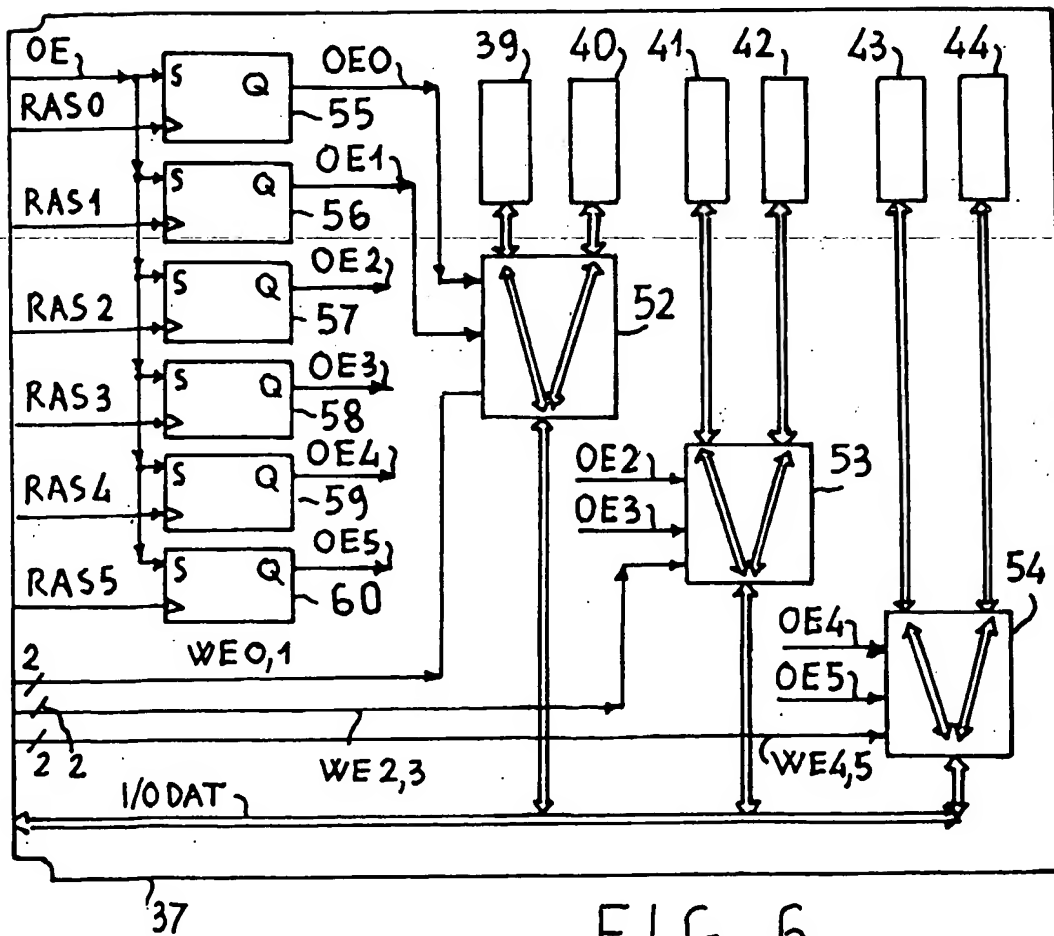 OE
39
40
41
42
43
44
S
Q
OE0
55
RAS0
S
Q
OE1
56
RAS1
S
Q
OE2
57
RAS2
S
Q
OE3
58
RAS3
S
Q
OE4
59
RAS4
S
Q
OE5
60
RAS5
52
OE2
OE3
53
OE4
OE5
54
2
WE0,1
2
WE2,3
2
WE4,5
I/O DAT
37
FIG 6